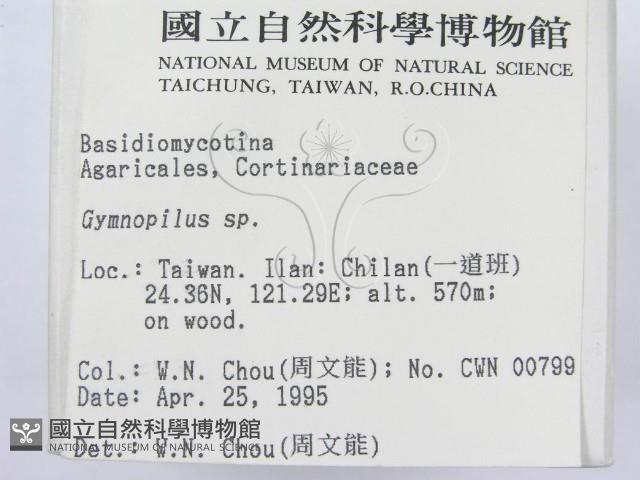 國立自然科學博物館
NATIONAL MUSEUM OF NATURAL SCIENCE
TAICHUNG, TAIWAN, R.O.CHINA
Basidiomycotina
Agaricales, Cortinariaceae
Gymnopilus sp.
Loc.: Taiwan. Ilan: Chilan(一道班)
24.36N, 121.29E; alt. 570m;
on wood.
Col.: W.N. Chou(周文能); No. CWN 00799
Date: Apr. 25, 1995
國立自然科學博物館
NATIONAL MUSEUM OF NATURAL SCIENCE
Det.: W.N. Chou(周文能)